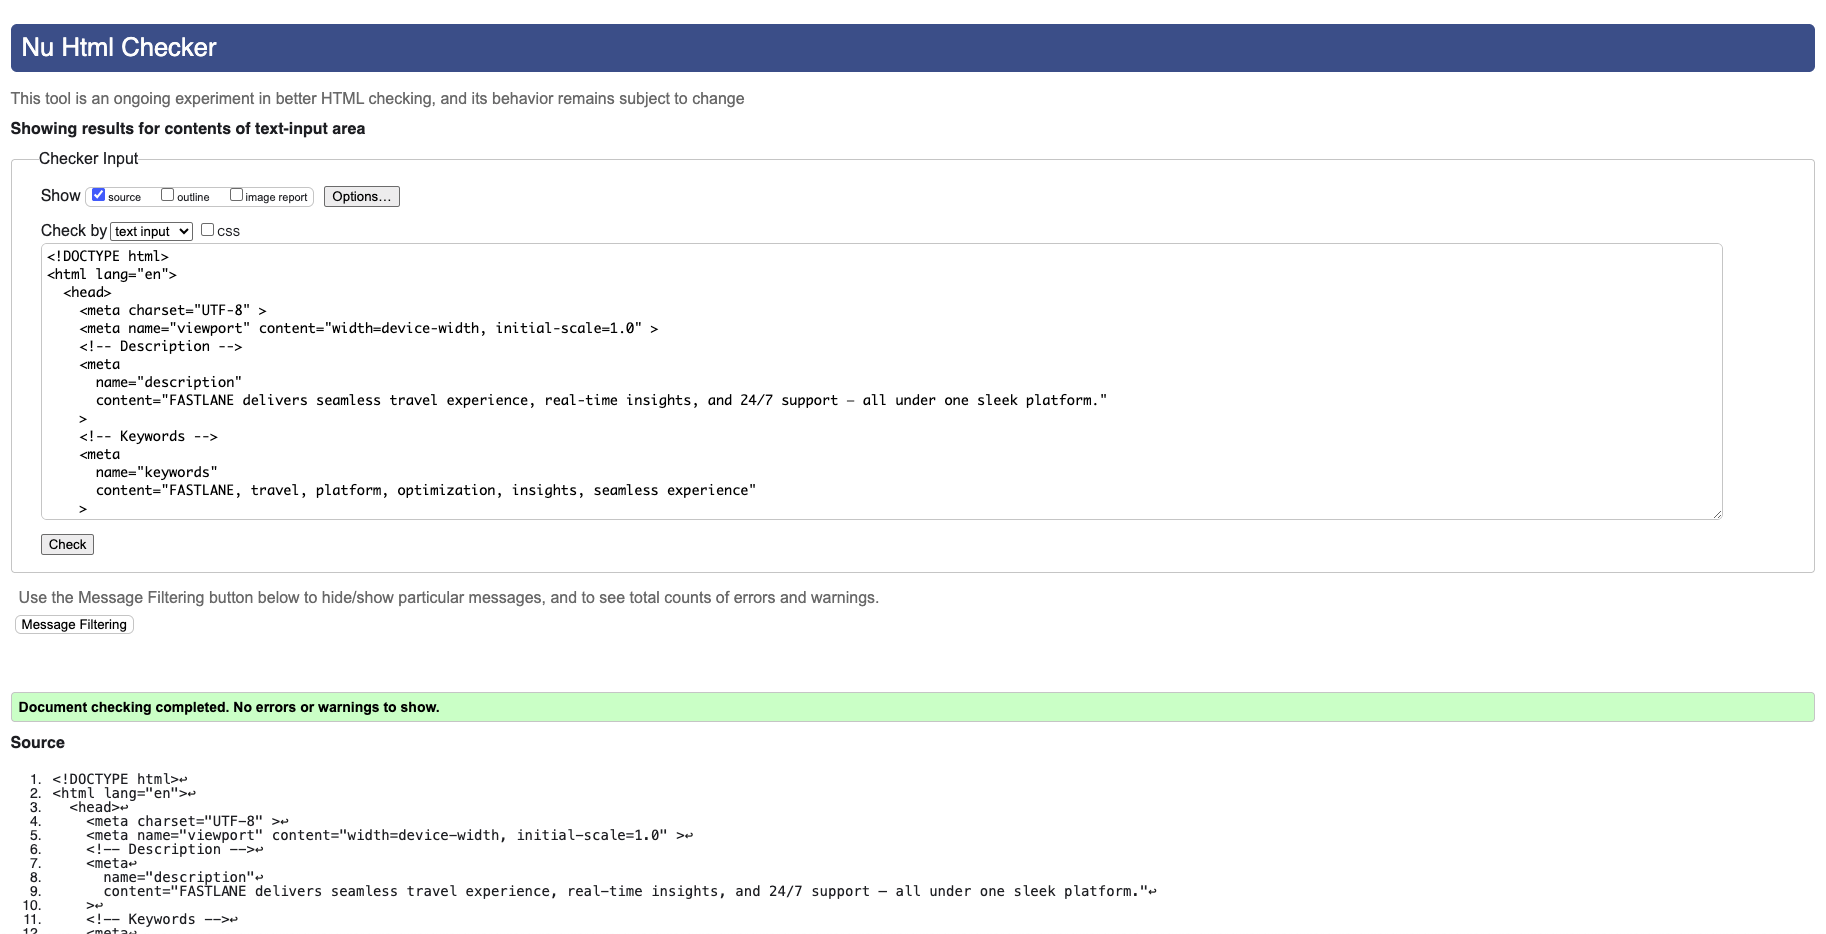 Nu Html Checker
This tool is an ongoing experiment in better HTML checking, and its behavior remains subject to change
Showing results for contents of text-input area
Checker Input
Show source outline image report Options…
Check by text input css
<!DOCTYPE html>
<html lang="en">
  <head>
    <meta charset="UTF-8" >
    <meta name="viewport" content="width=device-width, initial-scale=1.0" >
    <!-- Description -->
    <meta
      name="description"
      content="FASTLANE delivers seamless travel experience, real-time insights, and 24/7 support — all under one sleek platform."
    >
    <!-- Keywords -->
    <meta
      name="keywords"
      content="FASTLANE, travel, platform, optimization, insights, seamless experience"
    >
Check
Use the Message Filtering button below to hide/show particular messages, and to see total counts of errors and warnings.
Message Filtering
Document checking completed. No errors or warnings to show.
Source
1. <!DOCTYPE html>↩
2. <html lang="en">↩
3.   <head>↩
4.     <meta charset="UTF-8" >↩
5.     <meta name="viewport" content="width=device-width, initial-scale=1.0" >↩
6.     <!-- Description -->↩
7.     <meta↩
8.       name="description"↩
9.       content="FASTLANE delivers seamless travel experience, real-time insights, and 24/7 support — all under one sleek platform."↩
10.     >↩
11.     <!-- Keywords -->↩
12.     <meta↩